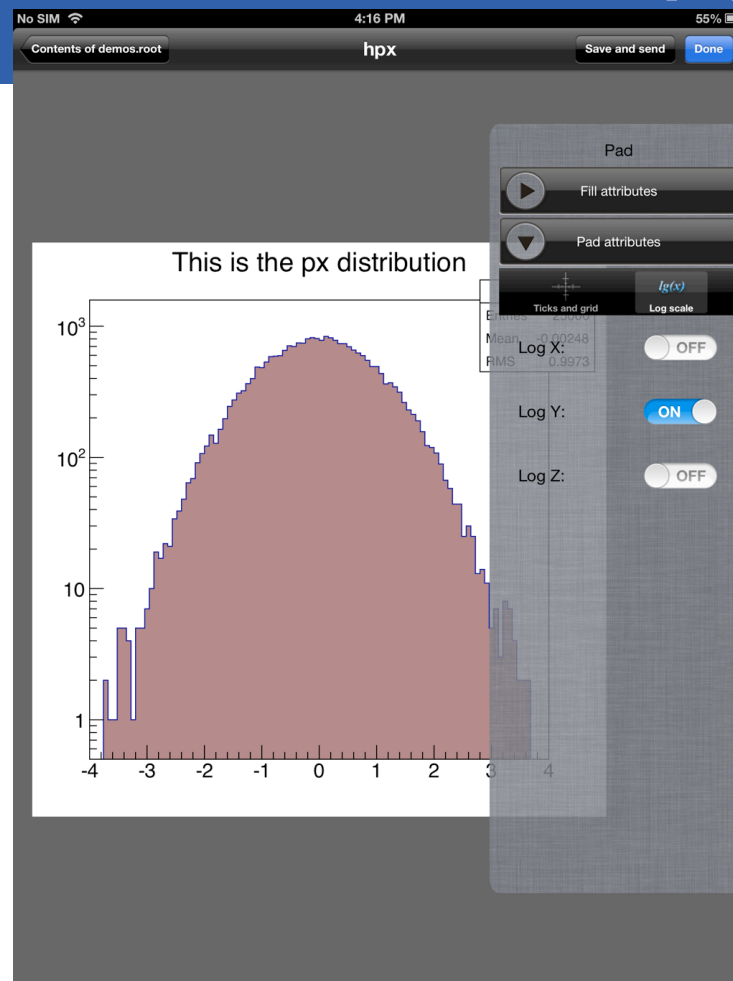 No SIM 4:16 PM 55%
Contents of demos.root hpx Save and send Done
Pad
Fill attributes
Pad attributes
lg(x)
Ticks and grid Log scale
This is the px distribution
Entries 25000
Mean -0.00248
RMS 0.9973
Log X: OFF
Log Y: ON
Log Z: OFF
10³
10²
10
1
-4 -3 -2 -1 0 1 2 3 4